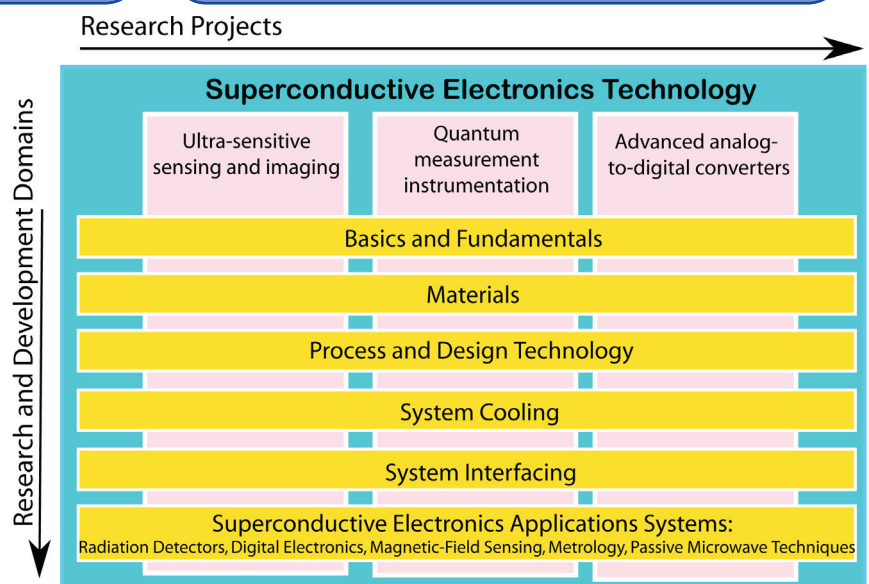 Research Projects
Research and Development Domains
Superconductive Electronics Technology
Ultra-sensitive
sensing and imaging
Quantum
measurement
instrumentation
Advanced analog-
to-digital converters
Basics and Fundamentals
Materials
Process and Design Technology
System Cooling
System Interfacing
Superconductive Electronics Applications Systems:
Radiation Detectors, Digital Electronics, Magnetic-Field Sensing, Metrology, Passive Microwave Techniques